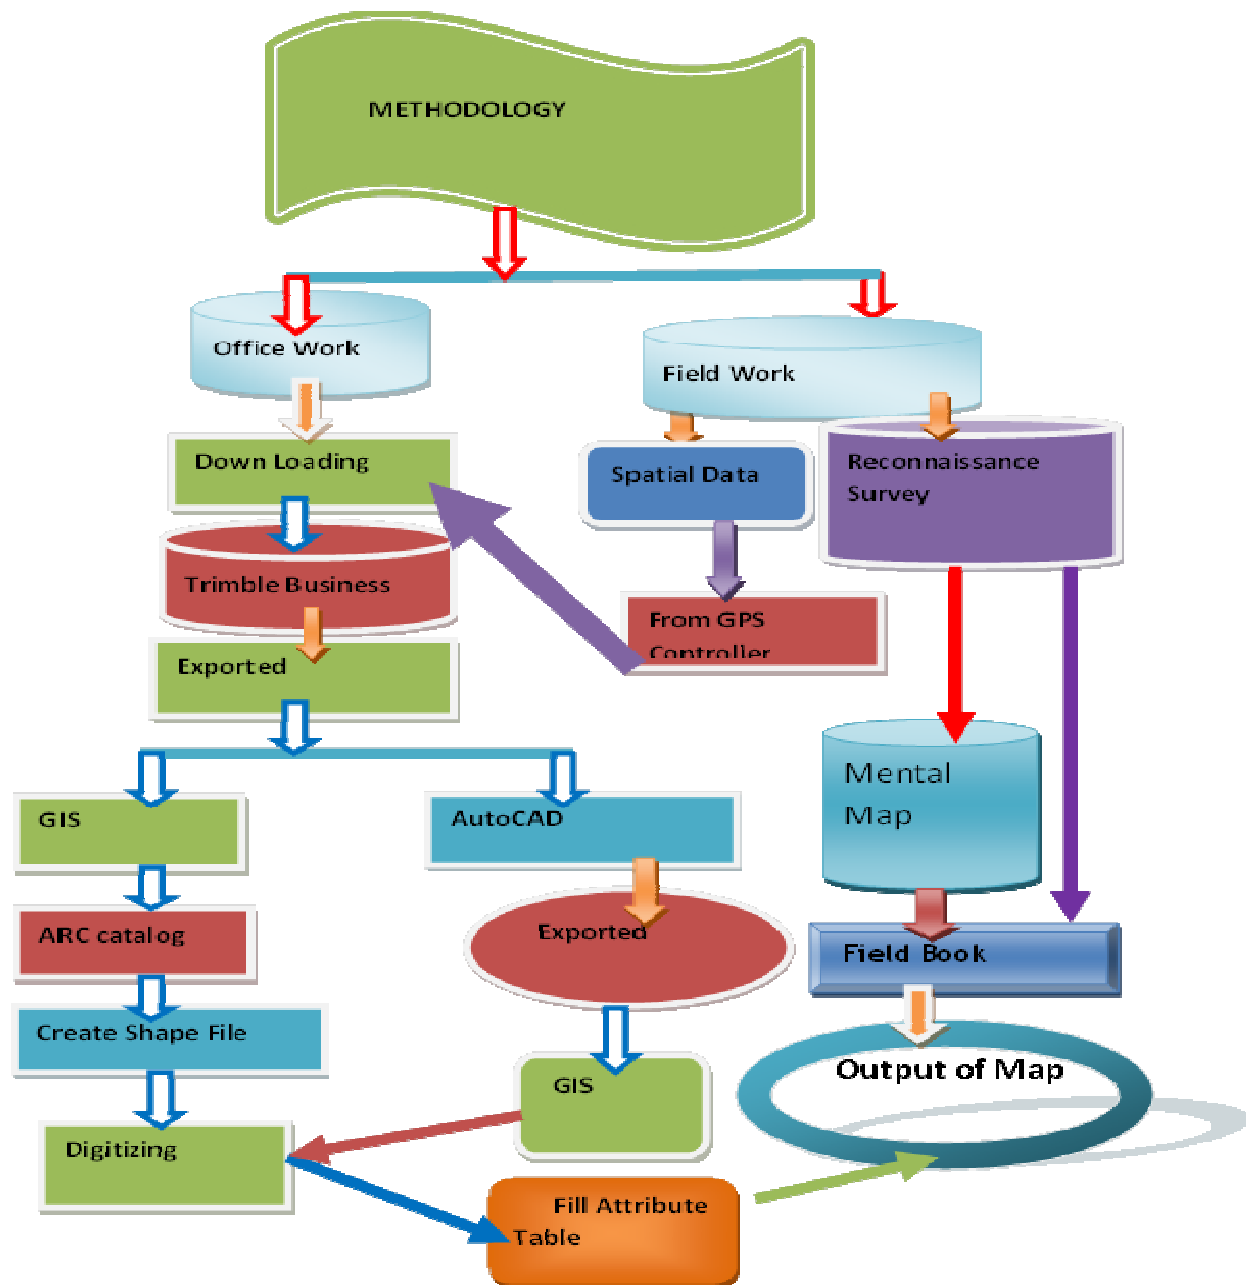 METHODOLOGY
Office Work
Field Work
Down Loading
Spatial Data
Reconnaissance
Survey
Trimble Business
From GPS
Controller
Exported
Mental
Map
GIS
AutoCAD
ARC catalog
Exported
Field Book
Create Shape File
GIS
Output of Map
Digitizing
Fill Attribute
Table